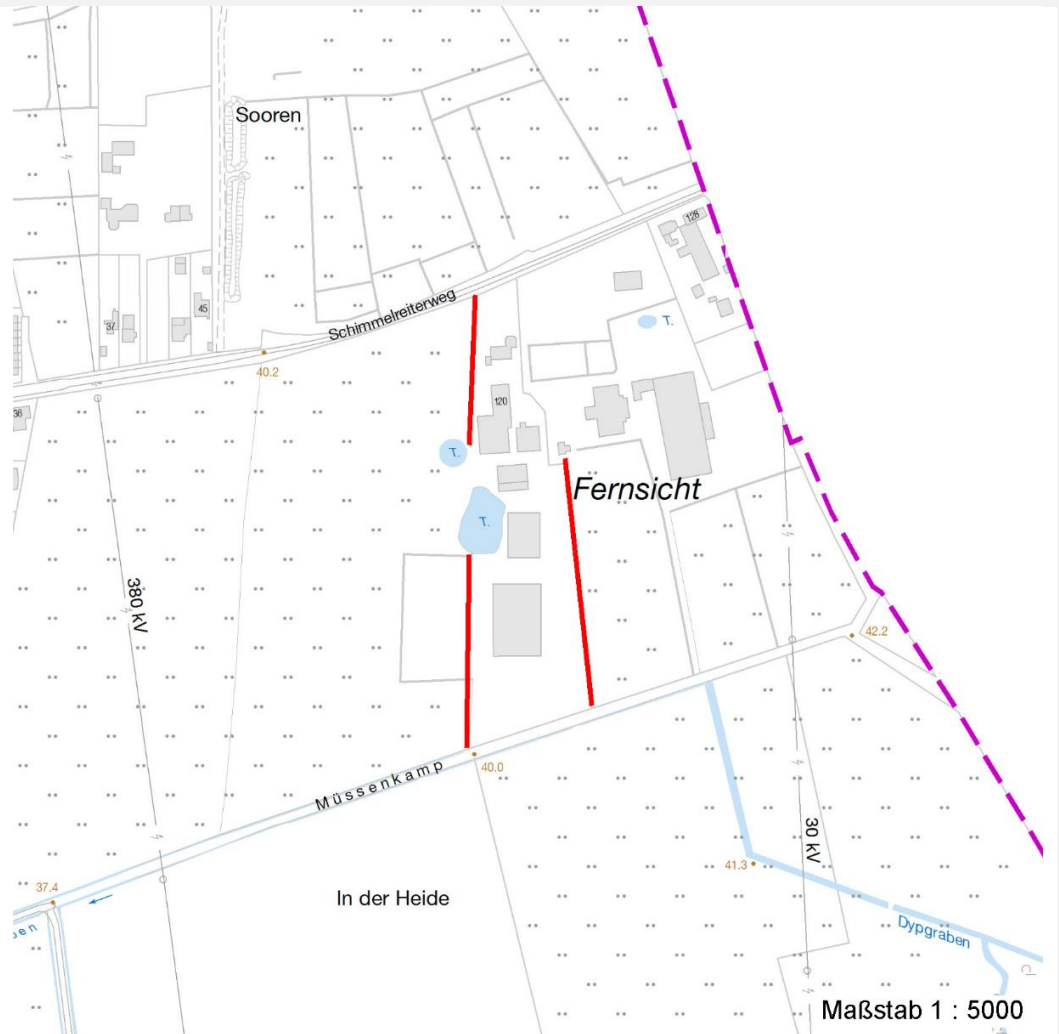 Sooren
128
Schimmelreiterweg
45
37
T.
40.2
36
120
T.
T.
Fernsicht
380 kV
42.2
Müssenkamp
40.0
30 kV
41.3
37.4
In der Heide
Dypgraben
Maßstab 1 : 5000